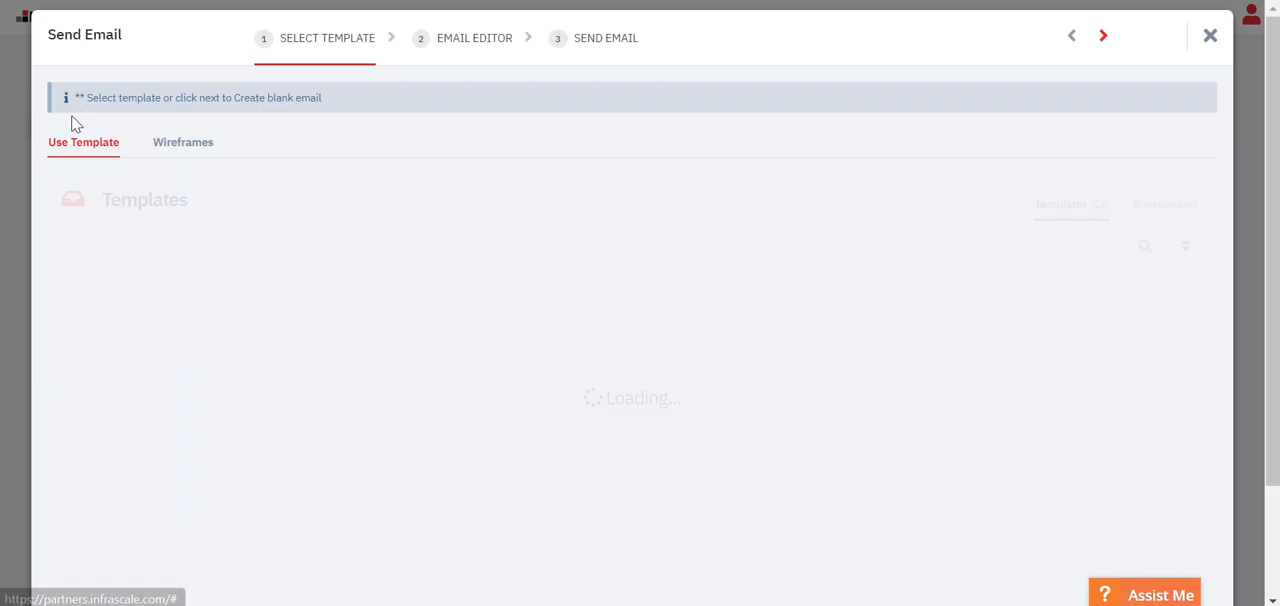 Send Email
1 SELECT TEMPLATE
2 EMAIL EDITOR
3 SEND EMAIL
** Select template or click next to Create blank email
Use Template
Wireframes
Templates
Templates
Loading...
? Assist Me
https://partners.infrascale.com/#